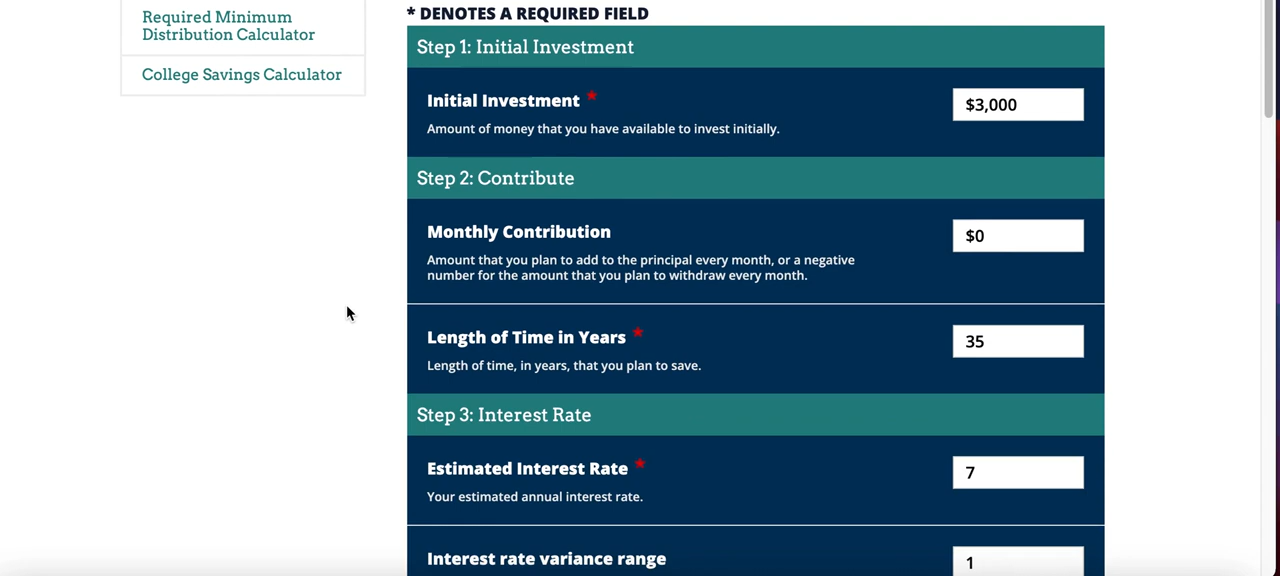 Required Minimum
Distribution Calculator
College Savings Calculator
* DENOTES A REQUIRED FIELD
Step 1: Initial Investment
Initial Investment *
$3,000
Amount of money that you have available to invest initially.
Step 2: Contribute
Monthly Contribution
$0
Amount that you plan to add to the principal every month, or a negative
number for the amount that you plan to withdraw every month.
Length of Time in Years *
35
Length of time, in years, that you plan to save.
Step 3: Interest Rate
Estimated Interest Rate *
7
Your estimated annual interest rate.
Interest rate variance range
1